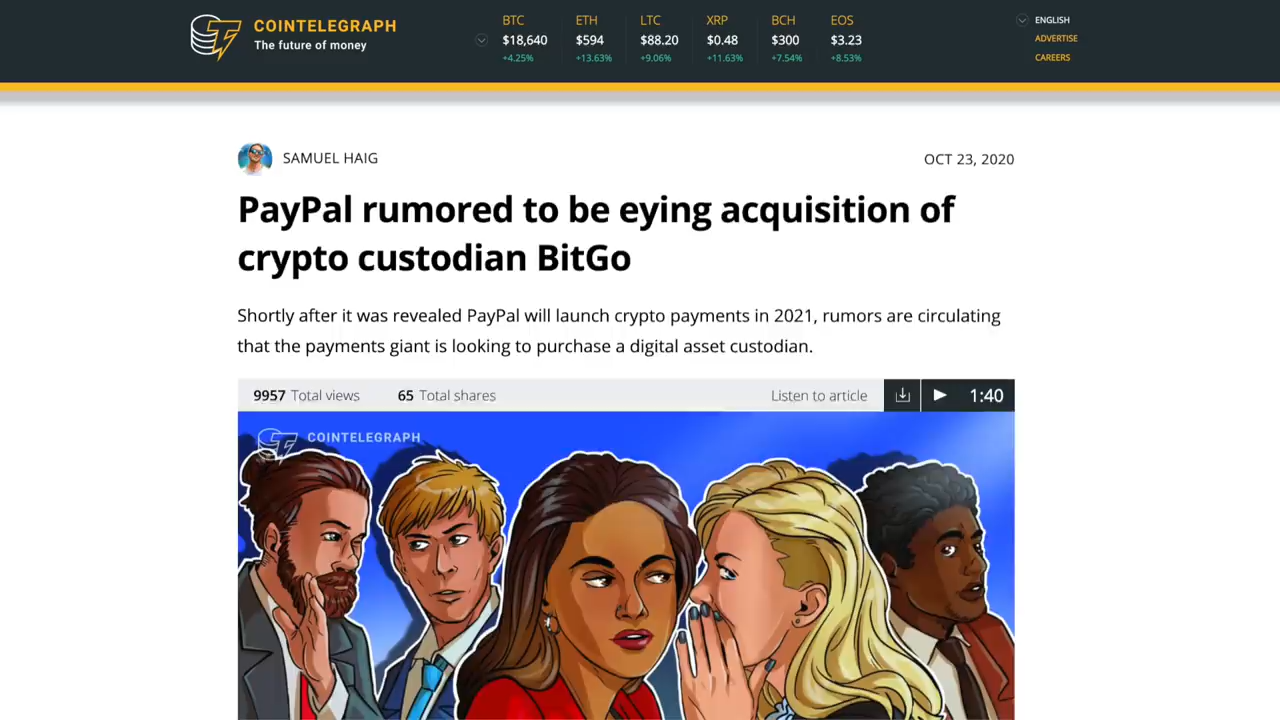 COINTELEGRAPH
The future of money
BTC
$18,640
+4.25%
ETH
$594
+13.63%
LTC
$88.20
+9.06%
XRP
$0.48
+11.63%
BCH
$300
+7.54%
EOS
$3.23
+8.53%
ENGLISH
ADVERTISE
CAREERS
SAMUEL HAIG
OCT 23, 2020
PayPal rumored to be eying acquisition of
crypto custodian BitGo
Shortly after it was revealed PayPal will launch crypto payments in 2021, rumors are circulating
that the payments giant is looking to purchase a digital asset custodian.
9957 Total views 65 Total shares Listen to article 1:40
COINTELEGRAPH